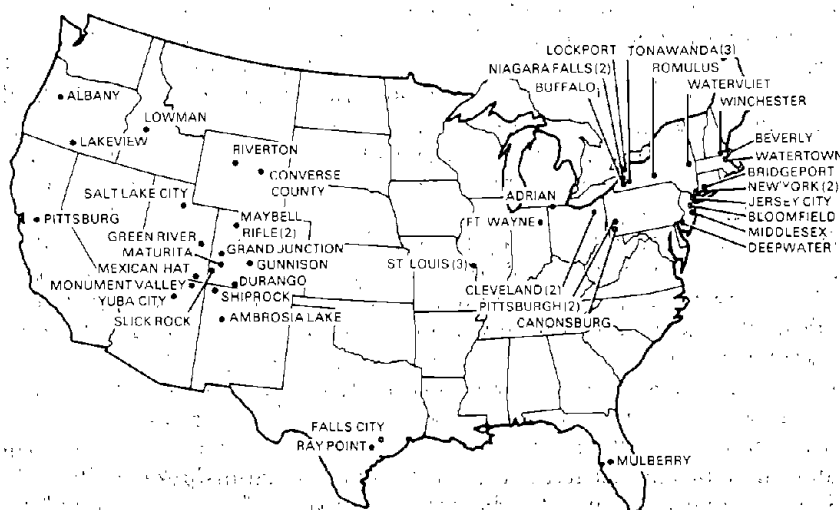 LOCKPORT
TONAWANDA (3)
NIAGARA FALLS (2)
ROMULUS
BUFFALO
WATERVLIET
WINCHESTER
ALBANY
LOWMAN
LAKEVIEW
RIVERTON
CONVERSE
COUNTY
BEVERLY
WATERTOWN
BRIDGEPORT
NEW YORK (2)
JERSEY CITY
BLOOMFIELD
MIDDLESEX
DEEPWATER
SALT LAKE CITY
ADRIAN
PITTSBURG
MAYBELL
RIFLE (2)
FT WAYNE
GREEN RIVER
MATURITA
GRAND JUNCTION
GUNNISON
ST LOUIS (3)
MEXICAN HAT
MONUMENT VALLEY
DURANGO
YUBA CITY
SHIPROCK
SLICK ROCK
AMBROSIA LAKE
CLEVELAND (2)
PITTSBURGH (2)
CANONSBURG
FALLS CITY
RAY POINT
MULBERRY